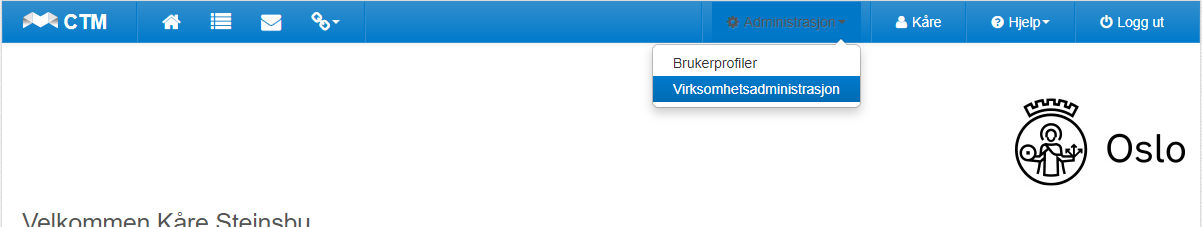 CTM Administrasjon Kåre Hjelp Logg ut
Brukerprofiler
Virksomhetsadministrasjon
Oslo
Velkommen Kåre Steinsbu